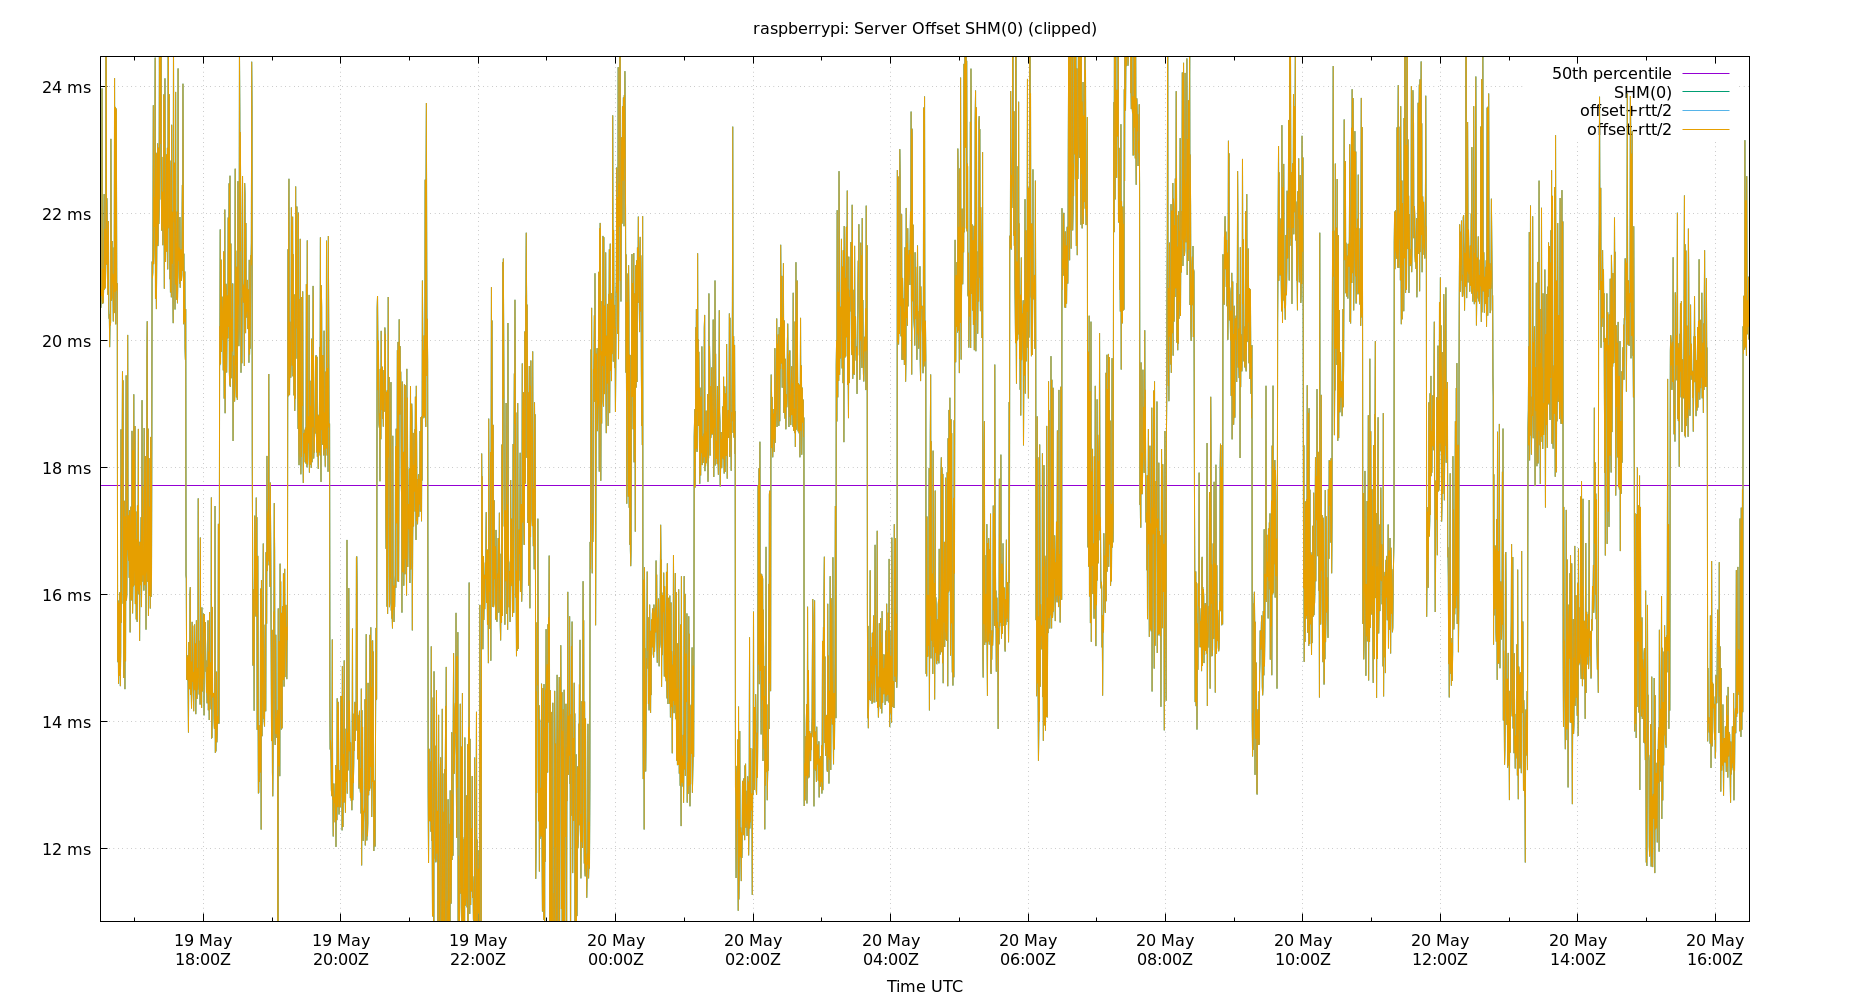 raspberrypi: Server Offset SHM(0) (clipped)
50th percentile
SHM(0)
offset+rtt/2
offset-rtt/2
24 ms
22 ms
20 ms
18 ms
16 ms
14 ms
12 ms
19 May 19 May 19 May 20 May 20 May 20 May 20 May 20 May 20 May 20 May 20 May 20 May
18:00Z 20:00Z 22:00Z 00:00Z 02:00Z 04:00Z 06:00Z 08:00Z 10:00Z 12:00Z 14:00Z 16:00Z
Time UTC